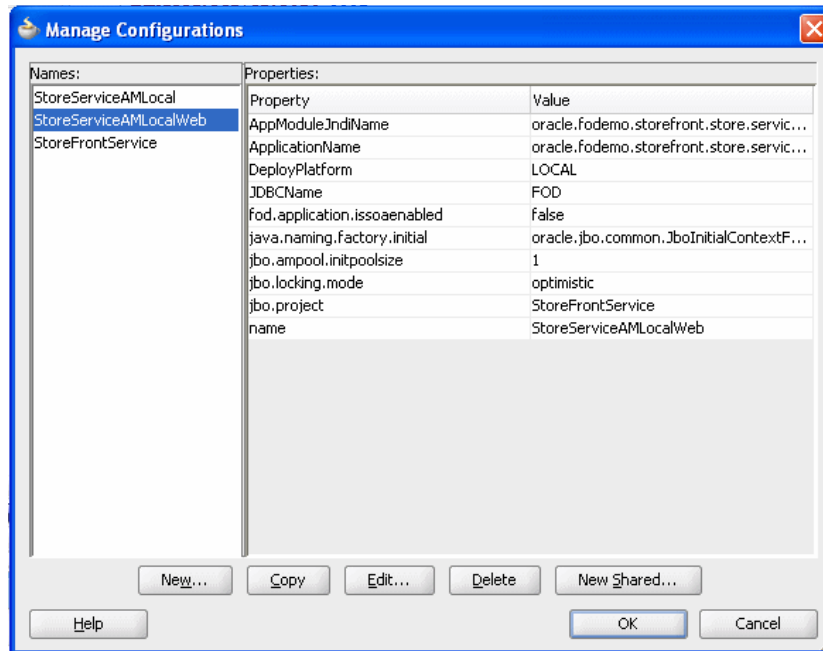 Manage Configurations
Names:
Properties:
StoreServiceAMLocal
StoreServiceAMLocalWeb
StoreFrontService
Property Value
AppModuleJndiName oracle.fodemo.storefront.store.servic...
ApplicationName oracle.fodemo.storefront.store.servic...
DeployPlatform LOCAL
JDBCName FOD
fod.application.issoaenabled false
java.naming.factory.initial oracle.jbo.common.JboInitialContextF...
jbo.ampool.initpoolsize 1
jbo.locking.mode optimistic
jbo.project StoreFrontService
name StoreServiceAMLocalWeb
New... Copy Edit... Delete New Shared...
Help OK Cancel